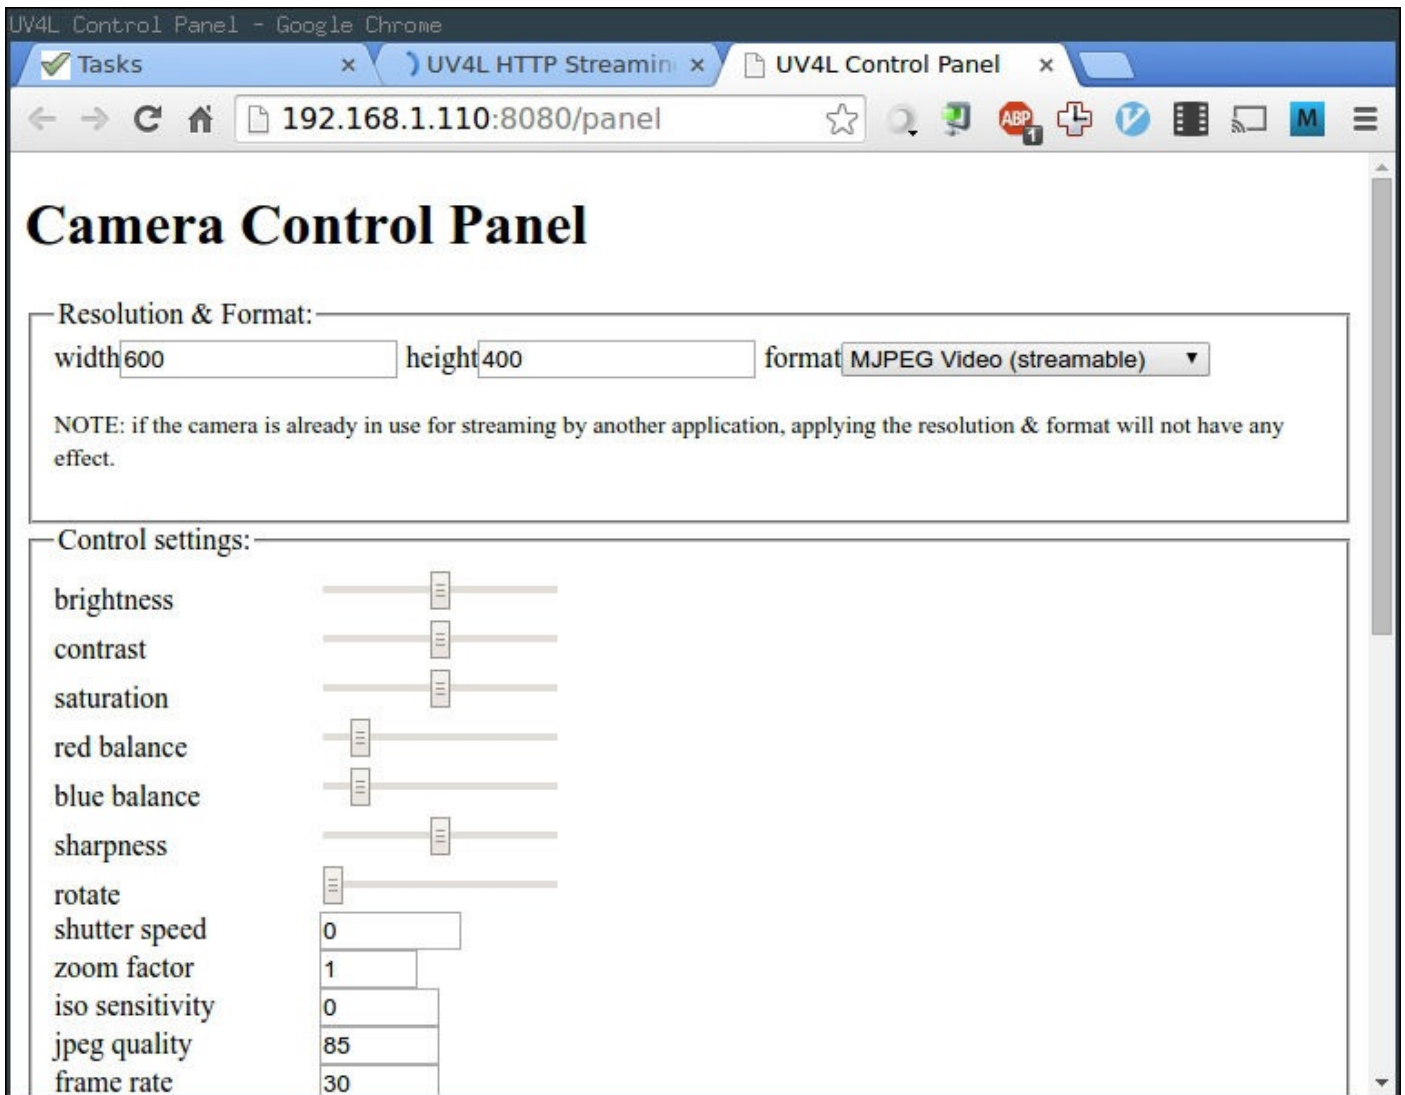 UV4L Control Panel - Google Chrome
Tasks × UV4L HTTP Streamin × UV4L Control Panel ×
192.168.1.110:8080/panel ABP 1 M
Camera Control Panel
Resolution & Format:
width 600 height 400 format MJPEG Video (streamable)
NOTE: if the camera is already in use for streaming by another application, applying the resolution & format will not have any
effect.
Control settings:
brightness
contrast
saturation
red balance
blue balance
sharpness
rotate
shutter speed 0
zoom factor 1
iso sensitivity 0
jpeg quality 85
frame rate 30